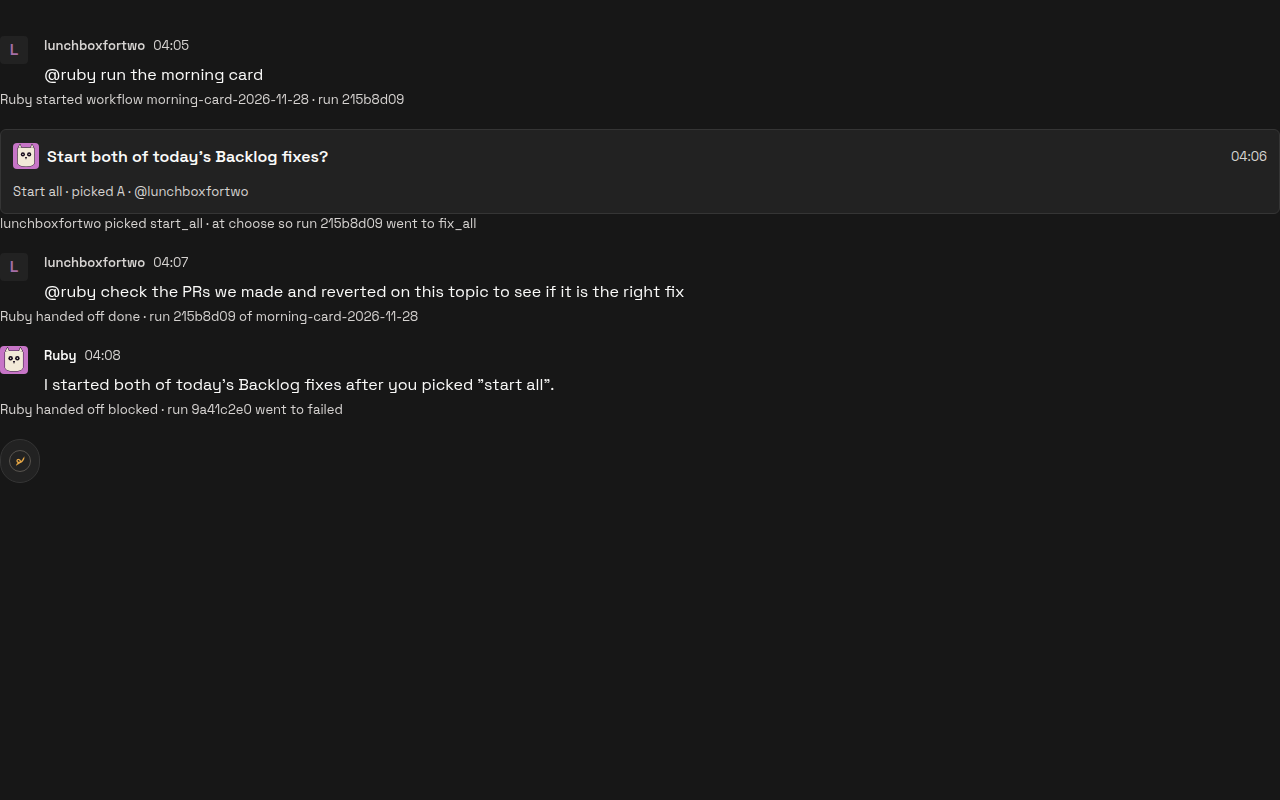 L
lunchboxfortwo 04:05
@ruby run the morning card
Ruby started workflow morning-card-2026-11-28 · run 215b8d09
Start both of today's Backlog fixes? 04:06
Start all · picked A · @lunchboxfortwo
lunchboxfortwo picked start_all · at choose so run 215b8d09 went to fix_all
L
lunchboxfortwo 04:07
@ruby check the PRs we made and reverted on this topic to see if it is the right fix
Ruby handed off done · run 215b8d09 of morning-card-2026-11-28
Ruby 04:08
I started both of today's Backlog fixes after you picked "start all".
Ruby handed off blocked · run 9a41c2e0 went to failed